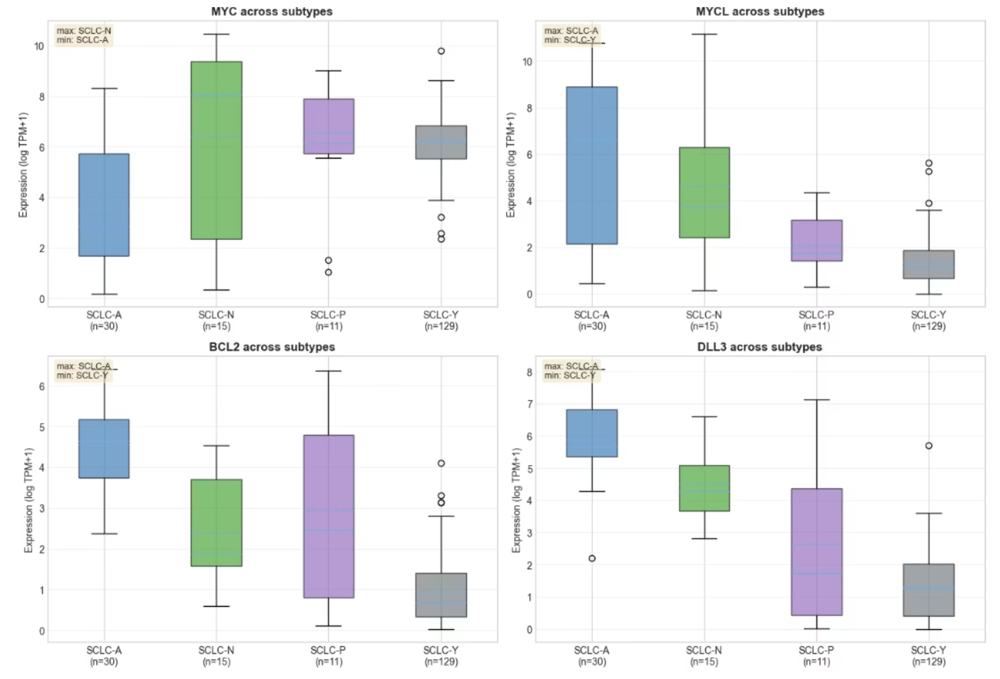 MYC across subtypes
max: SCLC-N
min: SCLC-A
Expression (log TPM+1)
10
8
6
4
2
0
SCLC-A
(n=30)
SCLC-N
(n=15)
SCLC-P
(n=11)
SCLC-Y
(n=129)
MYCL across subtypes
max: SCLC-A
min: SCLC-Y
Expression (log TPM+1)
10
8
6
4
2
0
SCLC-A
(n=30)
SCLC-N
(n=15)
SCLC-P
(n=11)
SCLC-Y
(n=129)
BCL2 across subtypes
max: SCLC-A
min: SCLC-Y
Expression (log TPM+1)
6
5
4
3
2
1
0
SCLC-A
(n=30)
SCLC-N
(n=15)
SCLC-P
(n=11)
SCLC-Y
(n=129)
DLL3 across subtypes
max: SCLC-A
min: SCLC-Y
Expression (log TPM+1)
8
7
6
5
4
3
2
1
0
SCLC-A
(n=30)
SCLC-N
(n=15)
SCLC-P
(n=11)
SCLC-Y
(n=129)